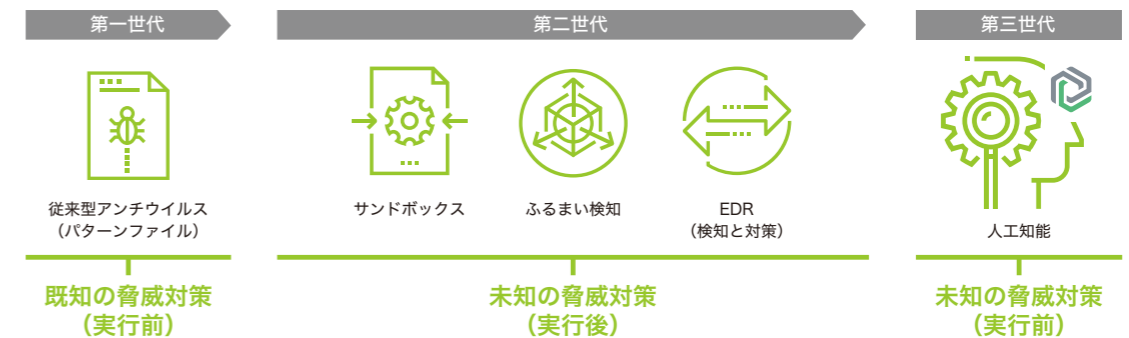 第一世代
第二世代
第三世代
従来型アンチウイルス
（パターンファイル）
サンドボックス
ふるまい検知
EDR
（検知と対策）
人工知能
既知の脅威対策
（実行前）
未知の脅威対策
（実行後）
未知の脅威対策
（実行前）